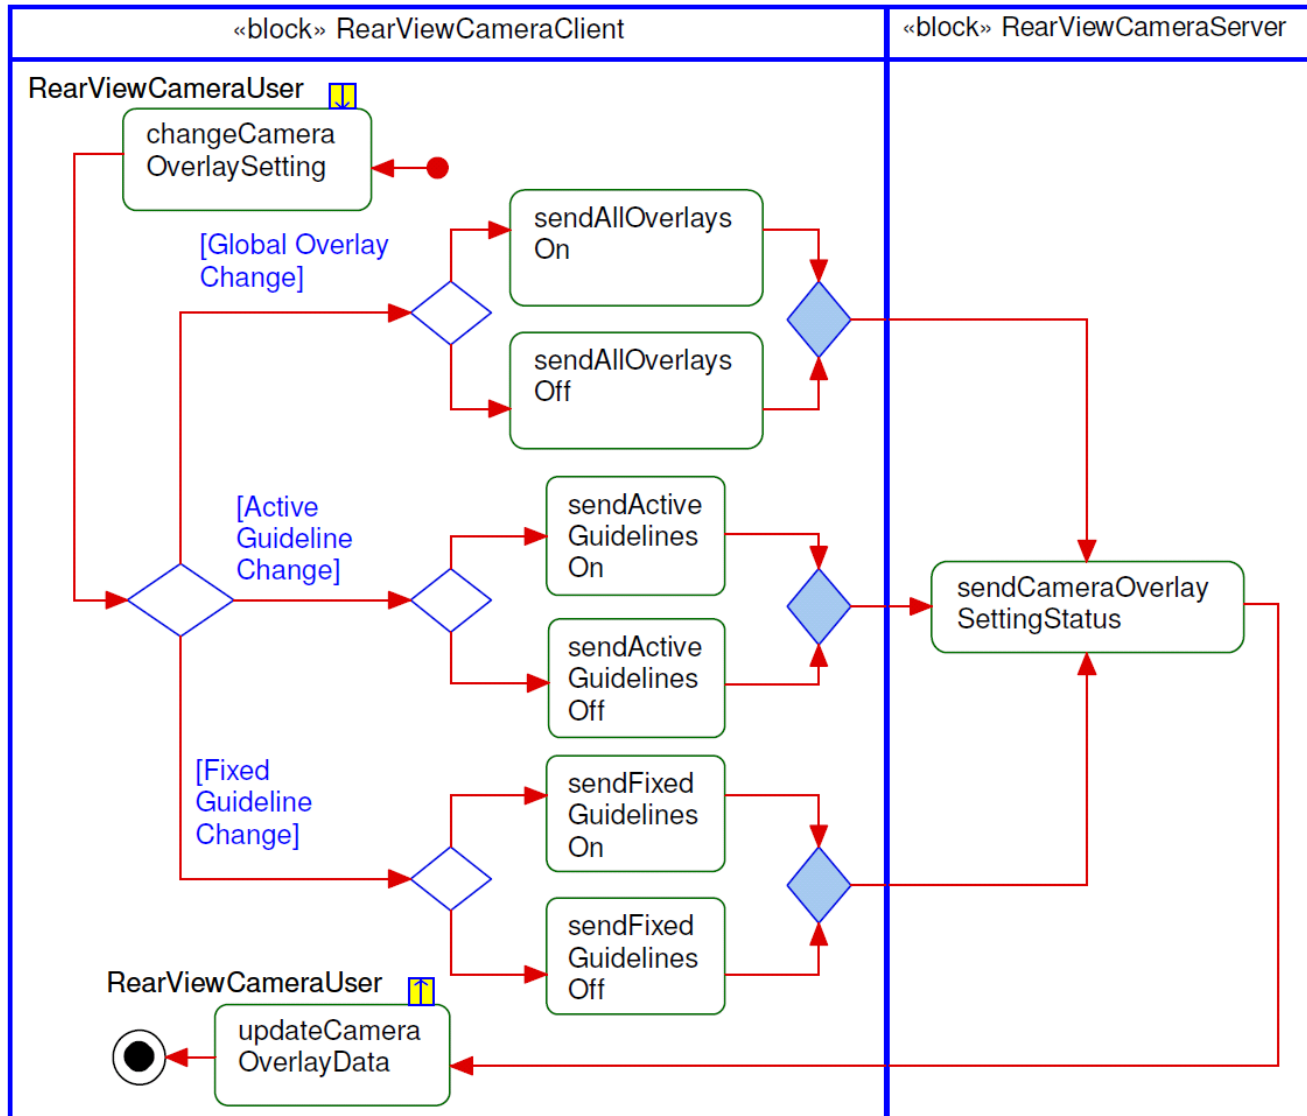 «block» RearViewCameraClient
«block» RearViewCameraServer
RearViewCameraUser
changeCamera
OverlaySetting
[Global Overlay
Change]
sendAllOverlays
On
sendAllOverlays
Off
[Active
Guideline
Change]
sendActive
Guidelines
On
sendActive
Guidelines
Off
sendCameraOverlay
SettingStatus
[Fixed
Guideline
Change]
sendFixed
Guidelines
On
sendFixed
Guidelines
Off
RearViewCameraUser
updateCamera
OverlayData